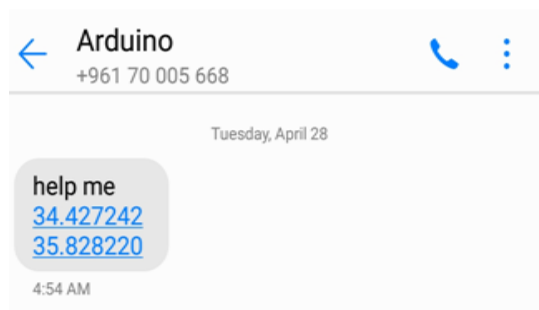 Arduino
+961 70 005 668
Tuesday, April 28
help me
34.427242
35.828220
4:54 AM